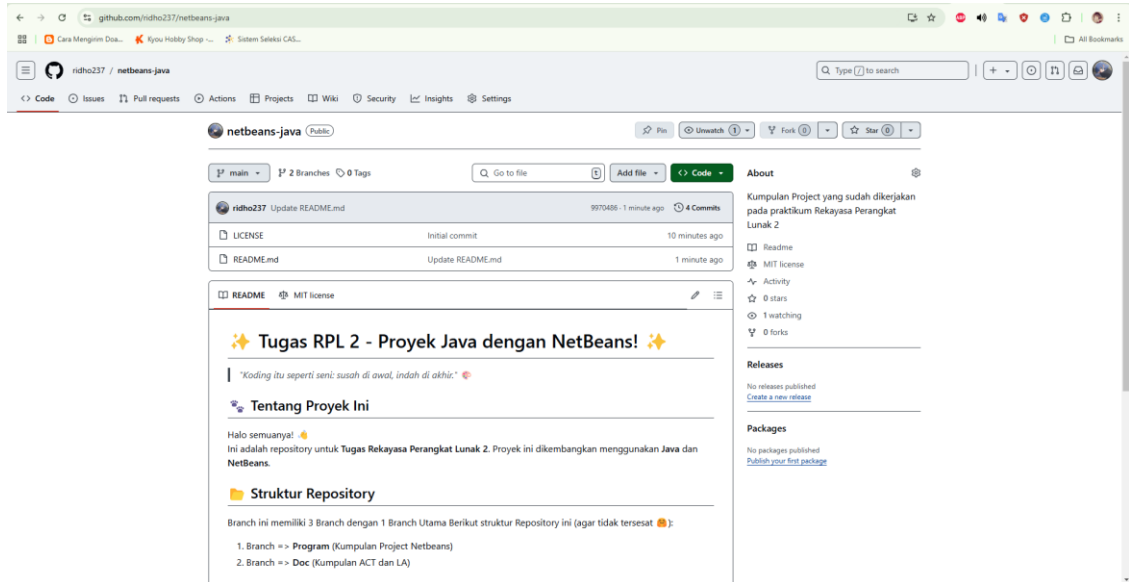 github.com/ridho237/netbeans-java
Cara Mengirim Doa... Kyou Hobby Shop -... Sistem Seleksi CAS... All Bookmarks
ridho237 / netbeans-java Type / to search
Code Issues Pull requests Actions Projects Wiki Security Insights Settings
netbeans-java Public Pin Unwatch 1 Fork 0 Star 0
main 2 Branches 0 Tags Go to file t Add file <> Code
ridho237 Update README.md 9970486 · 1 minute ago 4 Commits
LICENSE Initial commit 10 minutes ago
README.md Update README.md 1 minute ago
README MIT license
✨ Tugas RPL 2 - Proyek Java dengan NetBeans! ✨
"Koding itu seperti seni: susah di awal, indah di akhir."
🐾 Tentang Proyek Ini
Halo semuanya! 👋
Ini adalah repository untuk Tugas Rekayasa Perangkat Lunak 2. Proyek ini dikembangkan menggunakan Java dan
NetBeans.
📁 Struktur Repository
Branch ini memiliki 3 Branch dengan 1 Branch Utama Berikut struktur Repository ini (agar tidak tersesat 🤗):
1. Branch => Program (Kumpulan Project Netbeans)
2. Branch => Doc (Kumpulan ACT dan LA)
About
Kumpulan Project yang sudah dikerjakan
pada praktikum Rekayasa Perangkat
Lunak 2
Readme
MIT license
Activity
0 stars
1 watching
0 forks
Releases
No releases published
Create a new release
Packages
No packages published
Publish your first package